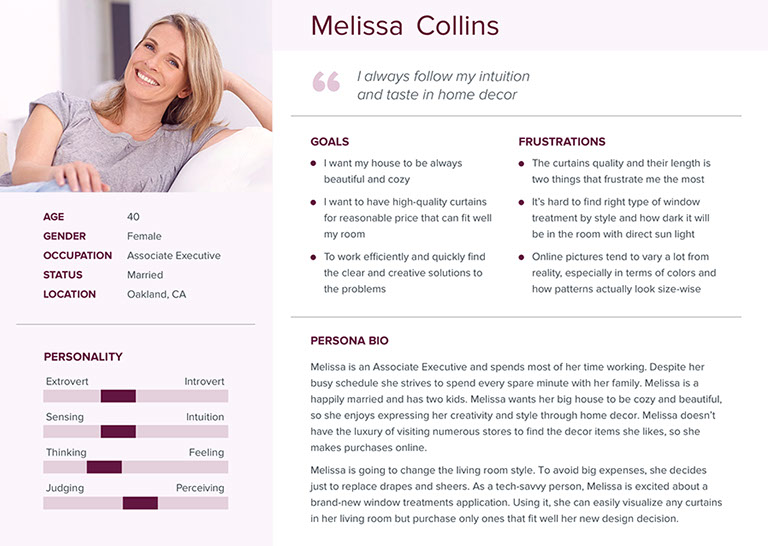 Melissa Collins
“
I always follow my intuition
and taste in home decor
AGE 40
GENDER Female
OCCUPATION Associate Executive
STATUS Married
LOCATION Oakland, CA
PERSONALITY
Extrovert Introvert
Sensing Intuition
Thinking Feeling
Judging Perceiving
GOALS
• I want my house to be always
beautiful and cozy
• I want to have high-quality curtains
for reasonable price that can fit well
my room
• To work efficiently and quickly find
the clear and creative solutions to
the problems
FRUSTRATIONS
• The curtains quality and their length is
two things that frustrate me the most
• It’s hard to find right type of window
treatment by style and how dark it will
be in the room with direct sun light
• Online pictures tend to vary a lot from
reality, especially in terms of colors and
how patterns actually look size-wise
PERSONA BIO
Melissa is an Associate Executive and spends most of her time working. Despite her
busy schedule she strives to spend every spare minute with her family. Melissa is a
happily married and has two kids. Melissa wants her big house to be cozy and beautiful,
so she enjoys expressing her creativity and style through home decor. Melissa doesn’t
have the luxury of visiting numerous stores to find the decor items she likes, so she
makes purchases online.
Melissa is going to change the living room style. To avoid big expenses, she decides
just to replace drapes and sheers. As a tech-savvy person, Melissa is excited about a
brand-new window treatments application. Using it, she can easily visualize any curtains
in her living room but purchase only ones that fit well her new design decision.